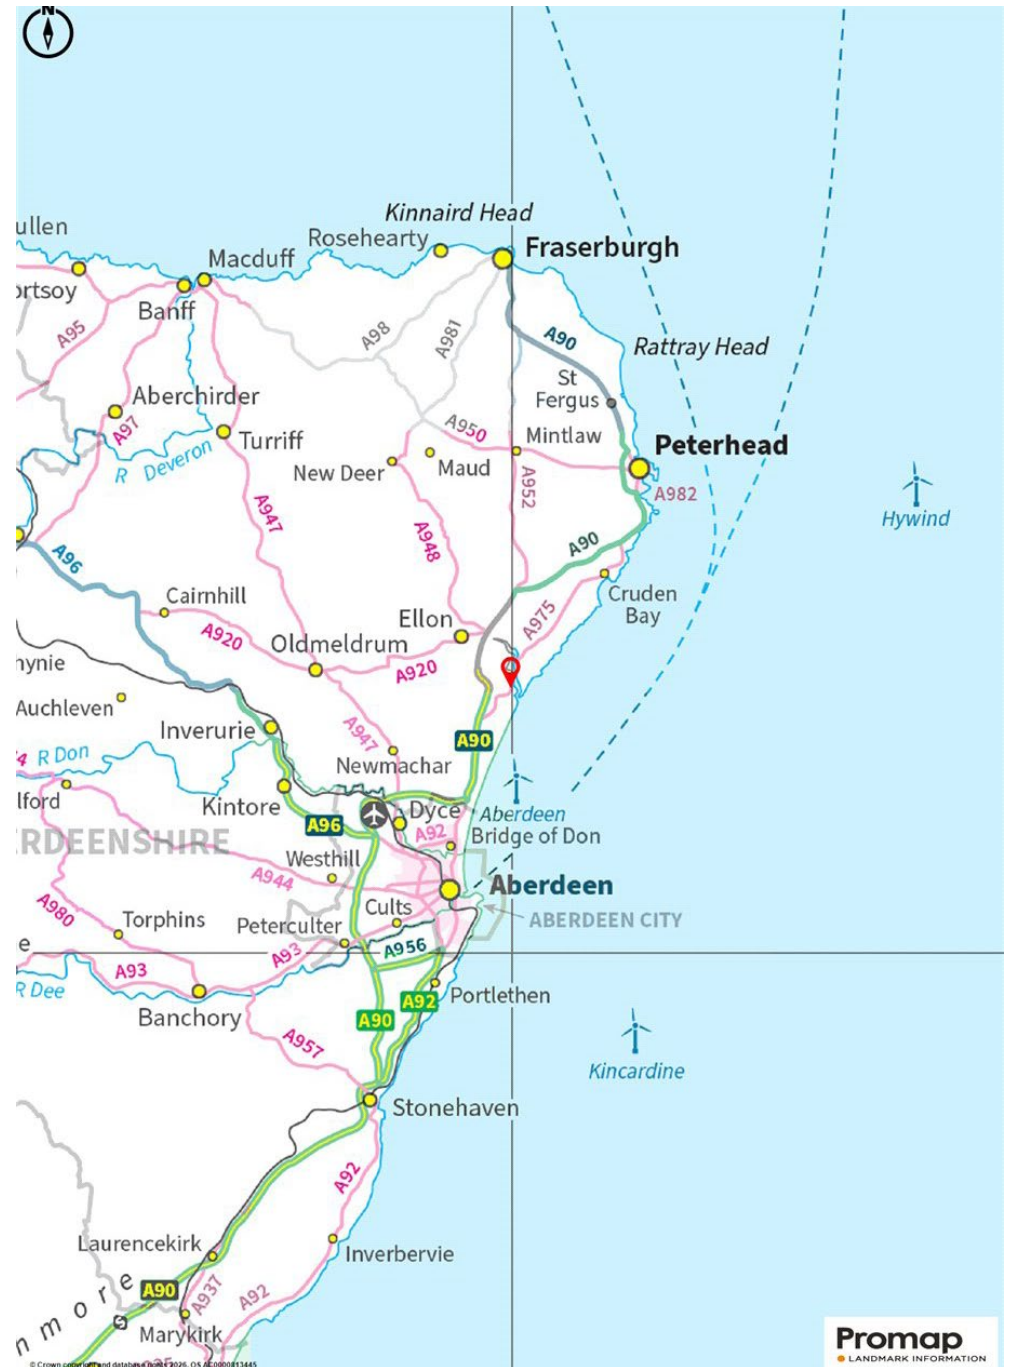 N
Kinnaird Head
ullen
Rosehearty
Fraserburgh
Macduff
ortsoy
Banff
A98
A981
A90
A95
Rattray Head
St
Fergus
Aberchirder
A97
Turriff
A950
Mintlaw
Peterhead
R Deveron
New Deer
Maud
A952
A982
A947
Hywind
A948
A90
A96
Cairnhill
Cruden
Bay
Ellon
A975
A920
Oldmeldrum
A920
hynie
Auchleven
Inverurie
A947
A90
R Don
Newmachar
lford
Kintore
Dyce
Aberdeen
A96
A92
Bridge of Don
RDEENSHIRE
Westhill
A944
Aberdeen
A980
Torphins
Cults
ABERDEEN CITY
Peterculter
e
A93
A956
A93
R Dee
Portlethen
A92
Banchory
A90
A957
Kincardine
Stonehaven
A92
Laurencekirk
Inverbervie
A90
A937
A92
nmore
Marykirk
Promap
LANDMARK INFORMATION